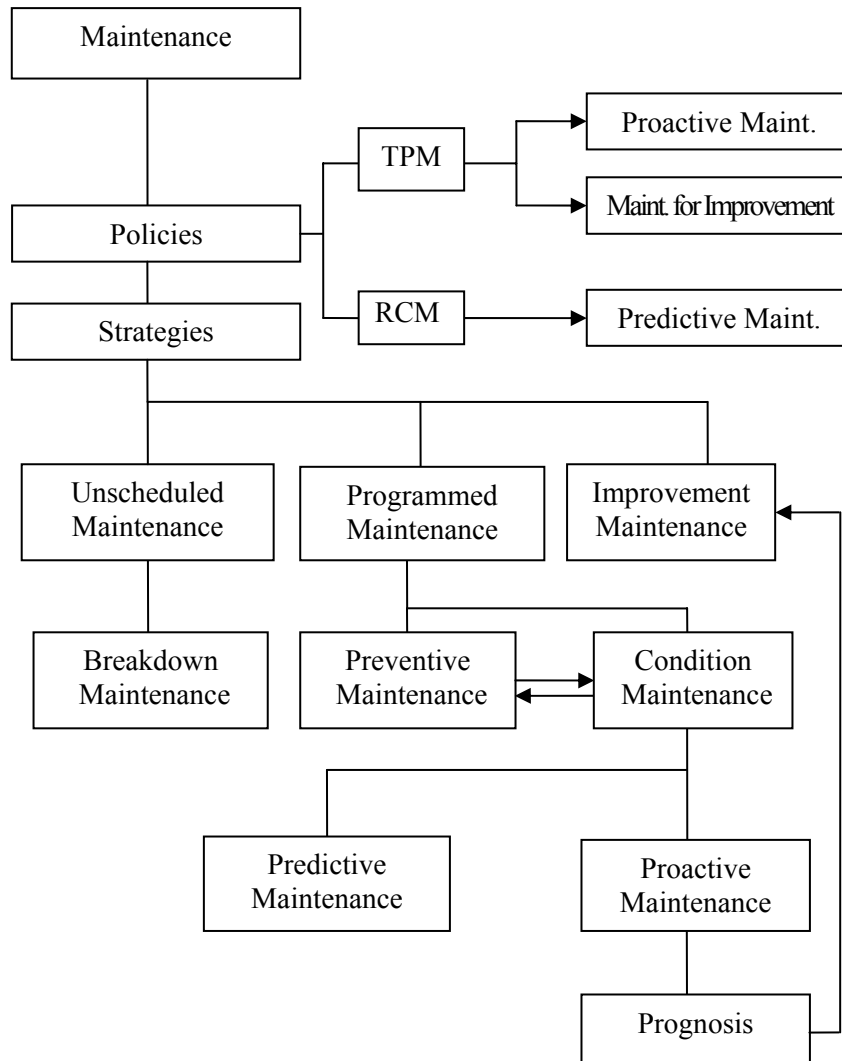 Maintenance
Proactive Maint.
TPM
Maint. for Improvement
Policies
RCM
Predictive Maint.
Strategies
Unscheduled
Maintenance
Programmed
Maintenance
Improvement
Maintenance
Breakdown
Maintenance
Preventive
Maintenance
Condition
Maintenance
Predictive
Maintenance
Proactive
Maintenance
Prognosis